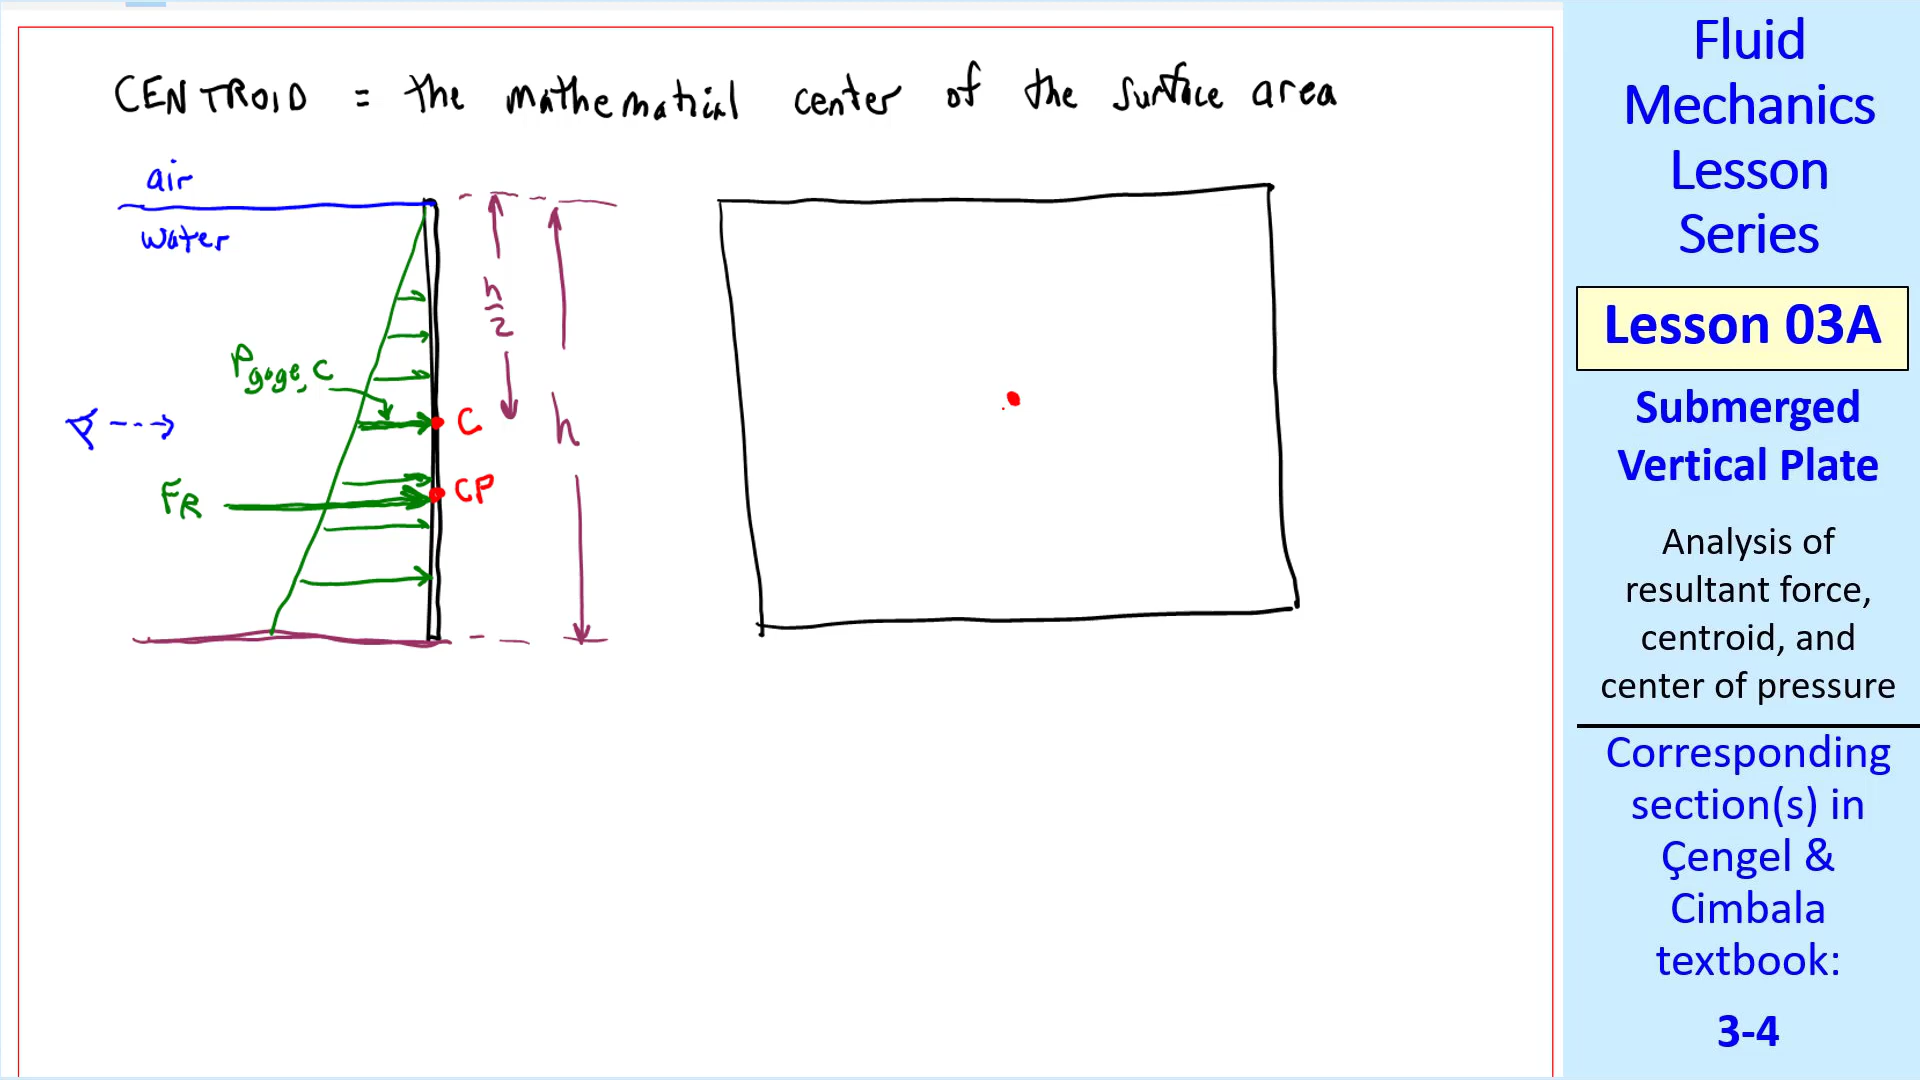 CENTROID = the mathematical center of the surface area
air
water
h/2
P gage, C
C
h
FR
CP
Fluid
Mechanics
Lesson
Series
Lesson 03A
Submerged
Vertical Plate
Analysis of
resultant force,
centroid, and
center of pressure
Corresponding
section(s) in
Çengel &
Cimbala
textbook:
3-4